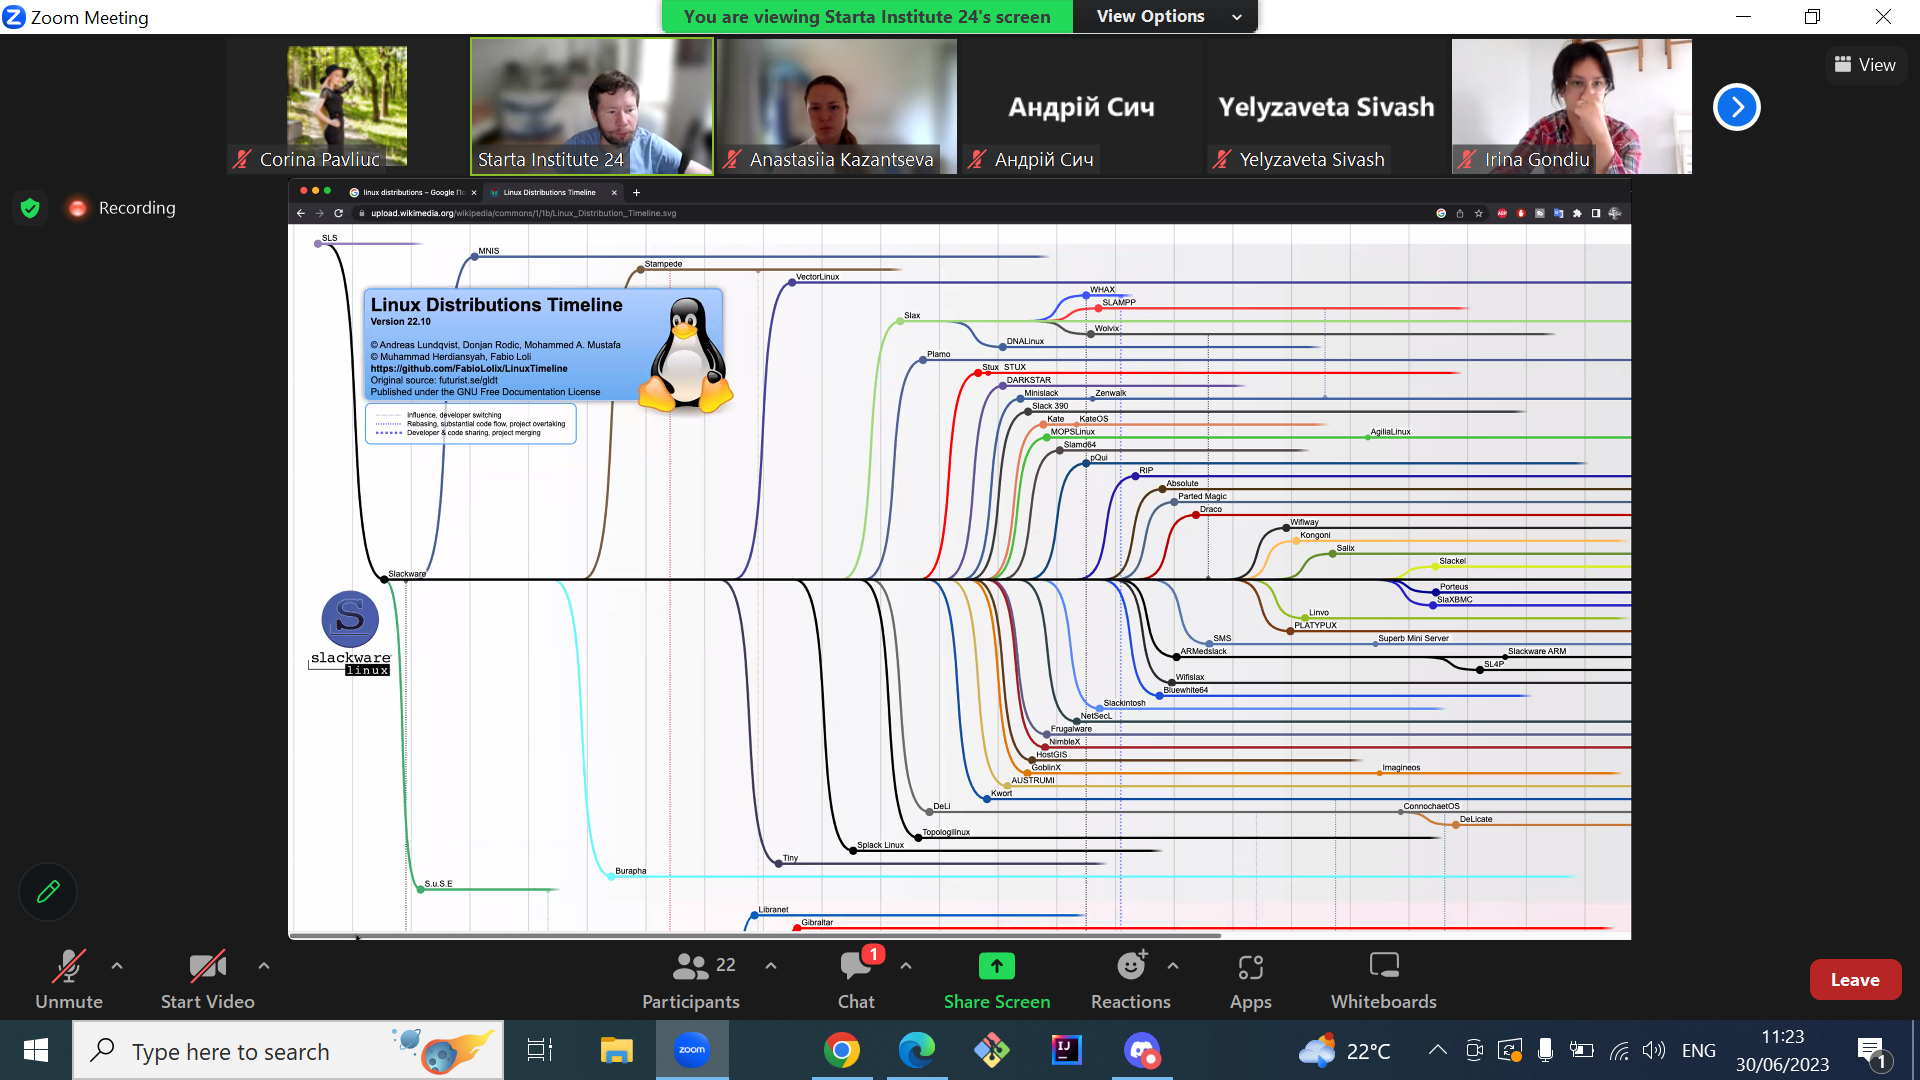 Zoom Meeting
You are viewing Starta Institute 24's screen
View Options
Corina Pavliuc
Starta Institute 24
Anastasiia Kazantseva
Андрій Сич
Андрій Сич
Yelyzaveta Sivash
Yelyzaveta Sivash
Irina Gondiu
View
Recording
linux distributions – Google По
Linux Distributions Timeline
upload.wikimedia.org/wikipedia/commons/1/1b/Linux_Distribution_Timeline.svg
SLS
MNIS
Stampede
VectorLinux
WHAX
SLAMPP
Slax
Wolvix
DNALinux
Plamo
Stux STUX
DARKSTAR
Minislack Zenwalk
Slack 390
Kate KateOS
MOPSLinux AgiliaLinux
Slamd64
pQui
RIP
Absolute
Parted Magic
Draco
Wifiway
Kongoni
Salix
Slackel
Slackware
Porteus
SlaXBMC
Linvo
PLATYPUX
SMS Superb Mini Server
ARMedslack Slackware ARM
SL4P
Wifislax
Bluewhite64
Slackintosh
NetSecL
Frugalware
NimbleX
HostGIS
GoblinX Imagineos
AUSTRUMI
Kwort
DeLi ConnochaetOS
DeLicate
Topologilinux
Splack Linux
Tiny
Burapha
S.u.S.E
Libranet
Gibraltar
Linux Distributions Timeline
Version 22.10
© Andreas Lundqvist, Donjan Rodic, Mohammed A. Mustafa
© Muhammad Herdiansyah, Fabio Loli
https://github.com/FabioLolix/LinuxTimeline
Original source: futurist.se/gldt
Published under the GNU Free Documentation License
Influence, developer switching
Rebasing, substantial code flow, project overtaking
Developer & code sharing, project merging
S
slackware
linux
Unmute
Start Video
22
Participants
1
Chat
Share Screen
Reactions
Apps
Whiteboards
Leave
Type here to search
zoom
IJ
22°C
ENG
11:23
30/06/2023
1